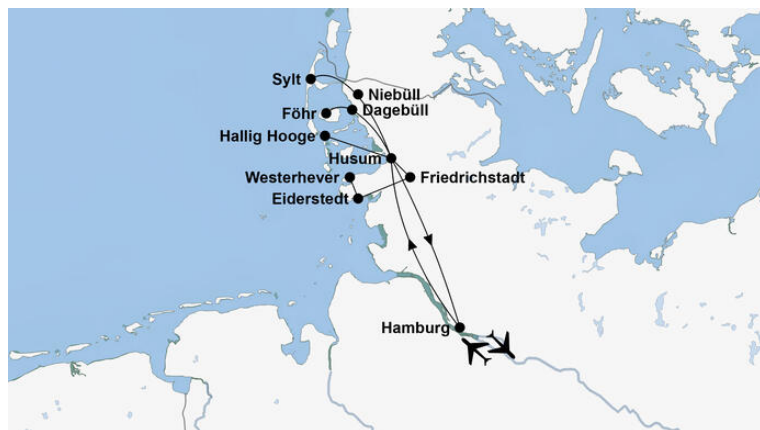 Sylt
Niebüll
Dagebüll
Föhr
Hallig Hooge
Husum
Westerhever
Friedrichstadt
Eiderstedt
Hamburg